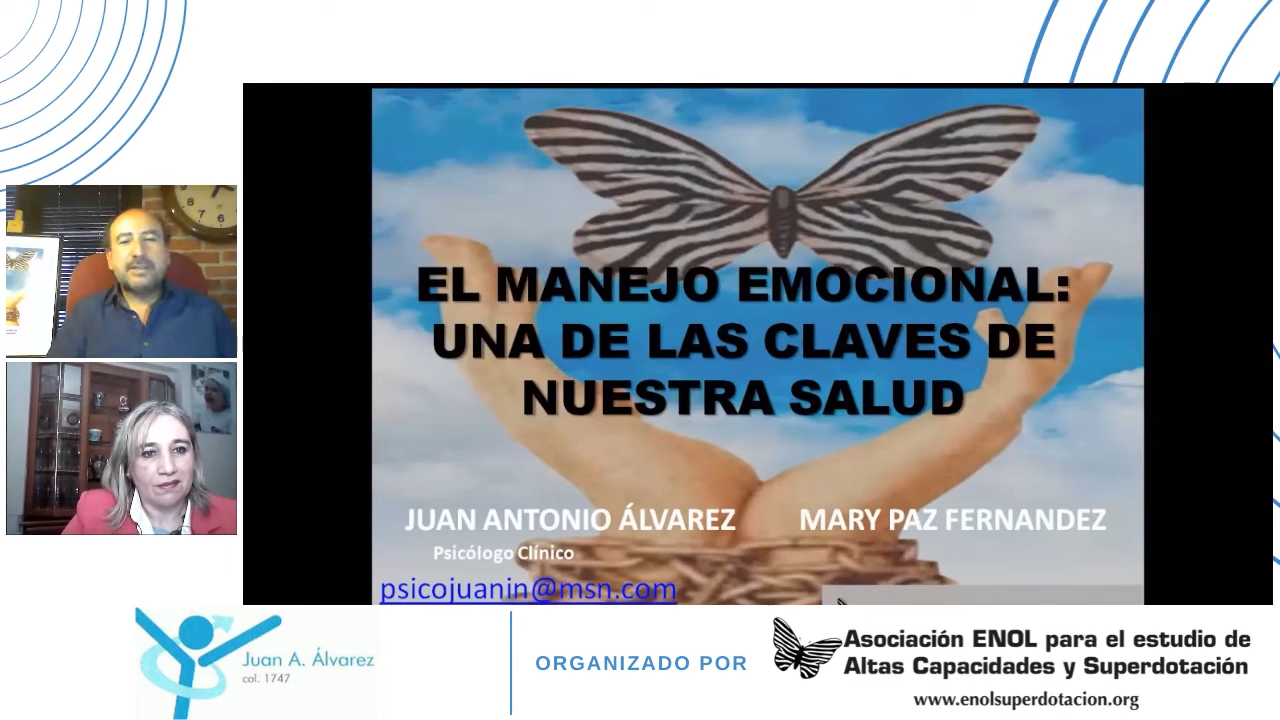 EL MANEJO EMOCIONAL:
UNA DE LAS CLAVES DE
NUESTRA SALUD
JUAN ANTONIO ÁLVAREZ
MARY PAZ FERNANDEZ
Psicólogo Clínico
psicojuanin@msn.com
Juan A. Álvarez
col. 1747
ORGANIZADO POR
Asociación ENOL para el estudio de
Altas Capacidades y Superdotación
www.enolsuperdotacion.org